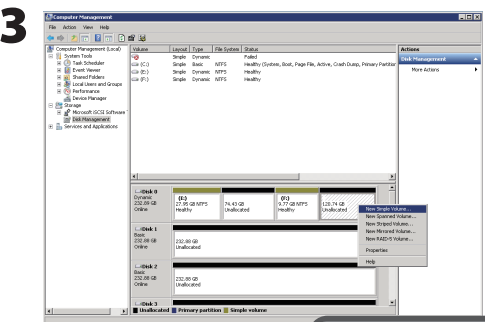 3
Computer Management
File Action View Help
Computer Management (Local)
System Tools
Task Scheduler
Event Viewer
Shared Folders
Local Users and Groups
Performance
Device Manager
Storage
Microsoft iSCSI Software
Disk Management
Services and Applications
Volume Layout Type File System Status
Simple Dynamic Failed
(C:) Simple Basic NTFS Healthy (System, Boot, Page File, Active, Crash Dump, Primary Partition
(E:) Simple Dynamic NTFS Healthy
(F:) Simple Dynamic NTFS Healthy
Actions
Disk Management
More Actions
Disk 0
Dynamic
232.89 GB
Online
(E:)
27.95 GB NTFS
Healthy
74.43 GB
Unallocated
(F:)
9.77 GB NTFS
Healthy
120.74 GB
Unallocated
New Simple Volume...
New Spanned Volume...
New Striped Volume...
New Mirrored Volume...
New RAID-5 Volume...
Properties
Help
Disk 1
Basic
232.88 GB
Online
232.88 GB
Unallocated
Disk 2
Basic
232.88 GB
Online
232.88 GB
Unallocated
Disk 3
Unallocated Primary partition Simple volume